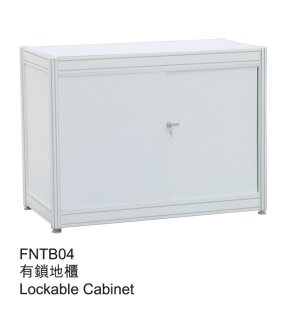 FNTB04
有鎖地櫃
Lockable Cabinet